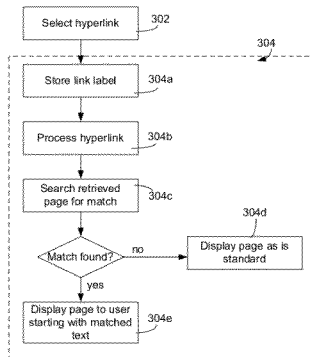 Select hyperlink
302
304
Store link label
304a
Process hyperlink
304b
Search retrieved
page for match
304c
304d
Match found?
no
Display page as is
standard
yes
Display page to user
starting with matched
text
304e